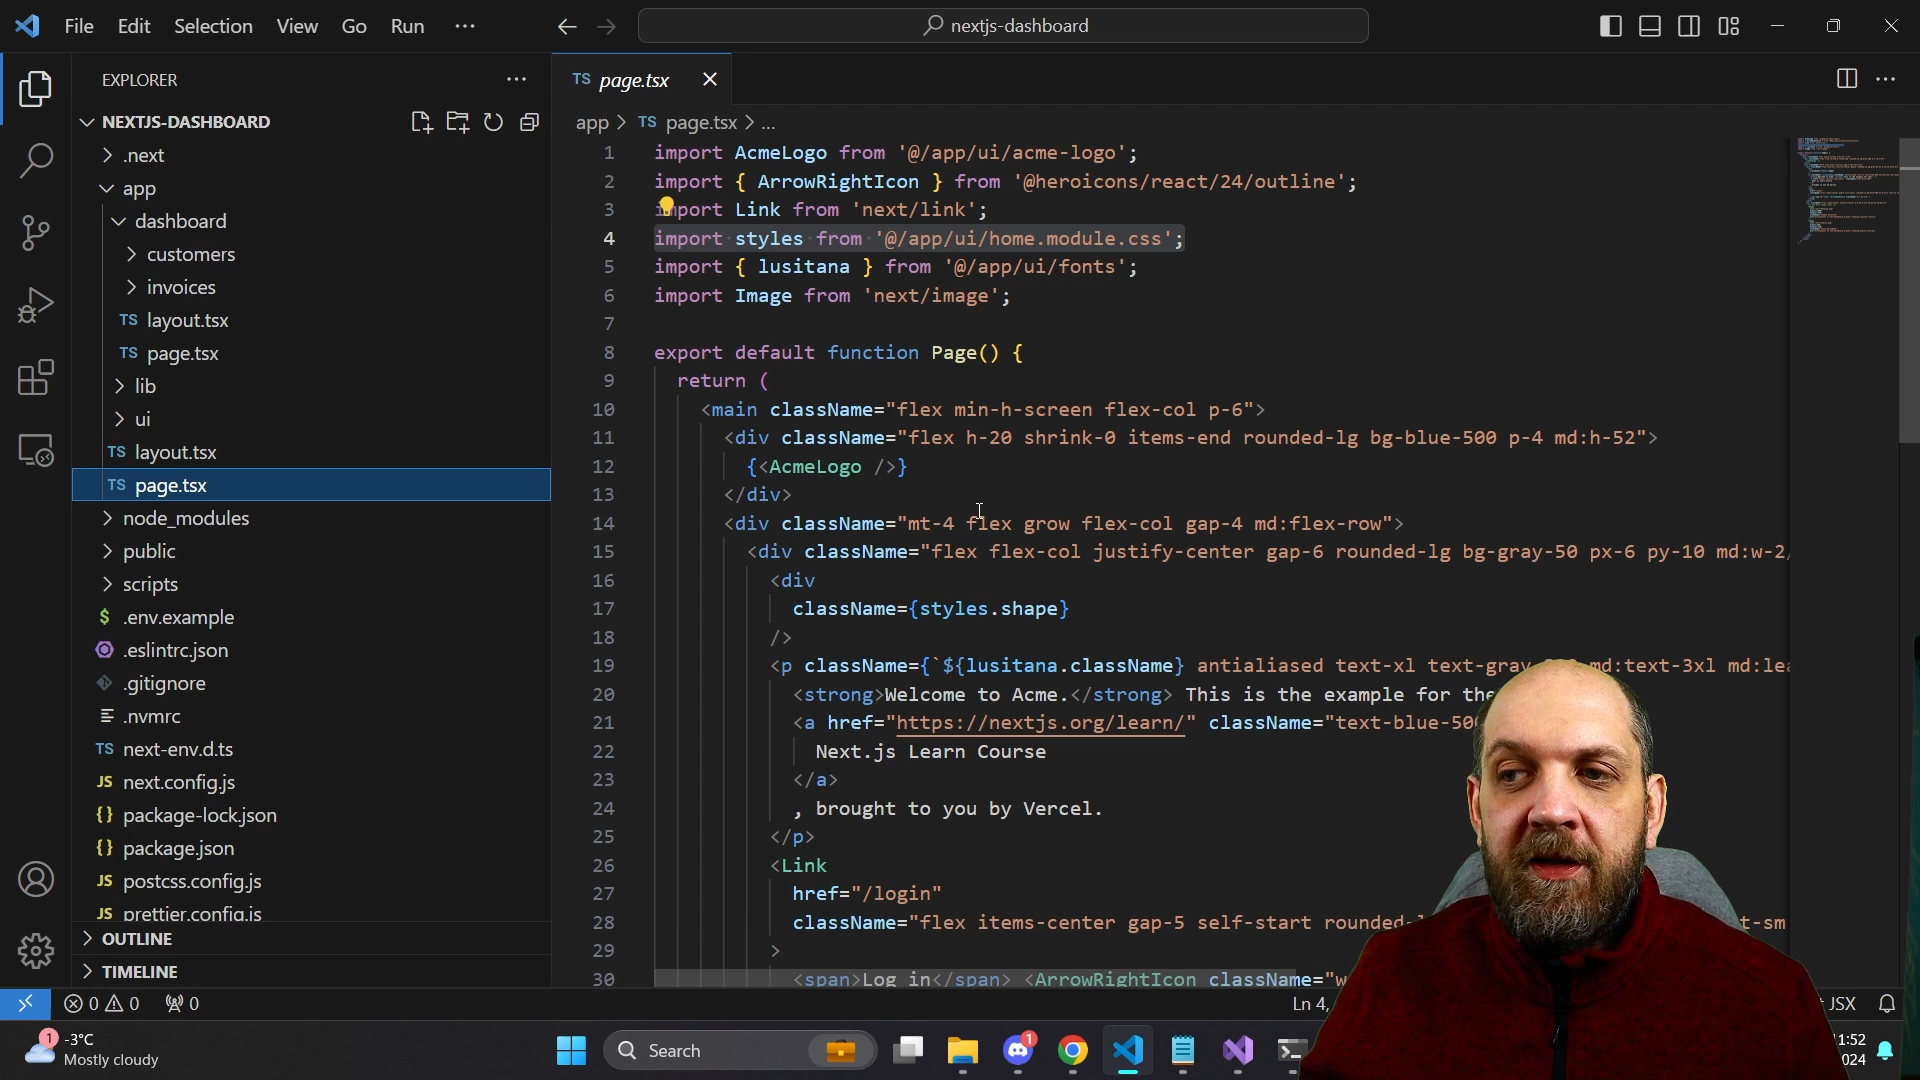 File Edit Selection View Go Run ...
nextjs-dashboard
EXPLORER
NEXTJS-DASHBOARD
.next
app
dashboard
customers
invoices
TS layout.tsx
TS page.tsx
lib
ui
TS layout.tsx
TS page.tsx
node_modules
public
scripts
$ .env.example
.eslintrc.json
.gitignore
.nvmrc
TS next-env.d.ts
JS next.config.js
{} package-lock.json
{} package.json
JS postcss.config.js
JS prettier.config.js
OUTLINE
TIMELINE
TS page.tsx
app > TS page.tsx > ...
1 import AcmeLogo from '@/app/ui/acme-logo';
2 import { ArrowRightIcon } from '@heroicons/react/24/outline';
3 import Link from 'next/link';
4 import styles from '@/app/ui/home.module.css';
5 import { lusitana } from '@/app/ui/fonts';
6 import Image from 'next/image';
7
8 export default function Page() {
9 return (
10 <main className="flex min-h-screen flex-col p-6">
11 <div className="flex h-20 shrink-0 items-end rounded-lg bg-blue-500 p-4 md:h-52">
12 {<AcmeLogo />}
13 </div>
14 <div className="mt-4 flex grow flex-col gap-4 md:flex-row">
15 <div className="flex flex-col justify-center gap-6 rounded-lg bg-gray-50 px-6 py-10 md:w-2/
16 <div
17 className={styles.shape}
18 />
19 <p className={`${lusitana.className} antialiased text-xl text-gray md:text-3xl md:lea
20 <strong>Welcome to Acme.</strong> This is the example for the
21 <a href="https://nextjs.org/learn/" className="text-blue-50
22 Next.js Learn Course
23 </a>
24 , brought to you by Vercel.
25 </p>
26 <Link
27 href="/login"
28 className="flex items-center gap-5 self-start rounded- t-sm
29 >
30 <span>Log in</span> <ArrowRightIcon className="w
0 0 0
Ln 4,
JSX
1
-3°C
Mostly cloudy
Search
1
1:52
024